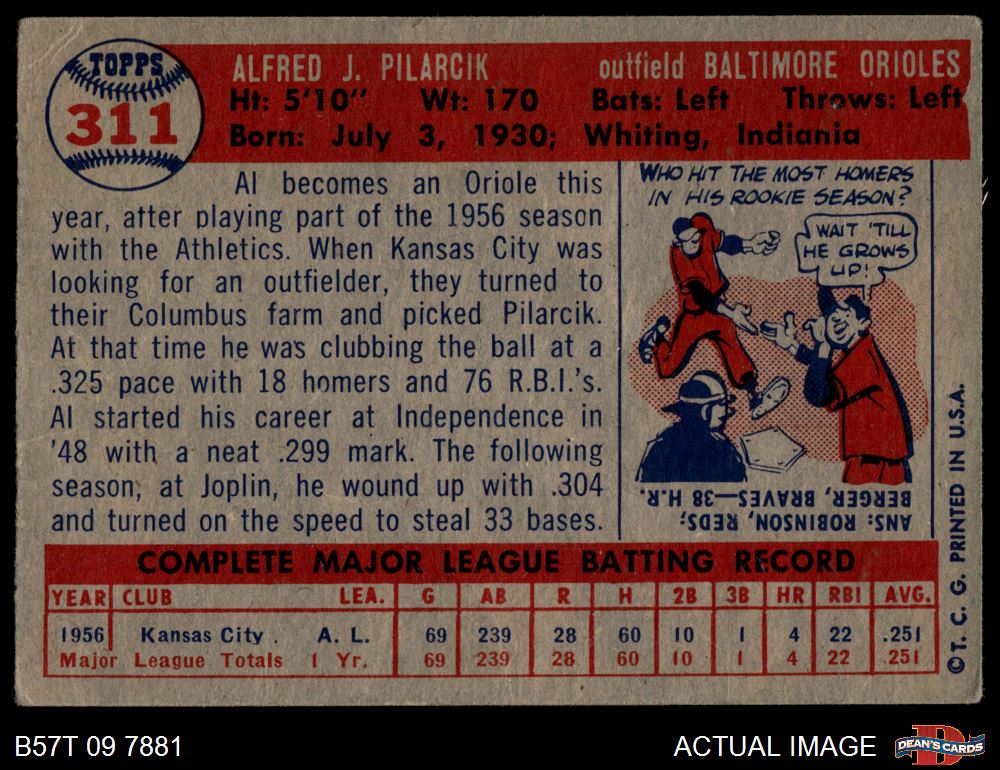 TOPPS
311
ALFRED J. PILARCIK outfield BALTIMORE ORIOLES
Ht: 5'10" Wt: 170 Bats: Left Throws: Left
Born: July 3, 1930; Whiting, Indiania
Al becomes an Oriole this
year, after playing part of the 1956 season
with the Athletics. When Kansas City was
looking for an outfielder, they turned to
their Columbus farm and picked Pilarcik.
At that time he was clubbing the ball at a
.325 pace with 18 homers and 76 R.B.I.'s.
Al started his career at Independence in
'48 with a neat .299 mark. The following
season, at Joplin, he wound up with .304
and turned on the speed to steal 33 bases.
WHO HIT THE MOST HOMERS
IN HIS ROOKIE SEASON?
WAIT 'TILL
HE GROWS
UP!
ANS: ROBINSON, REDS;
BERGER, BRAVES—38 H.R.
COMPLETE MAJOR LEAGUE BATTING RECORD
YEAR CLUB LEA. G AB R H 2B 3B HR RBI AVG.
1956 Kansas City . A. L. 69 239 28 60 10 1 4 22 .251
Major League Totals 1 Yr. 69 239 28 60 10 1 4 22 .251
©T. C. G. PRINTED IN U.S.A.
B57T 09 7881
ACTUAL IMAGE
D
DEAN'S CARDS